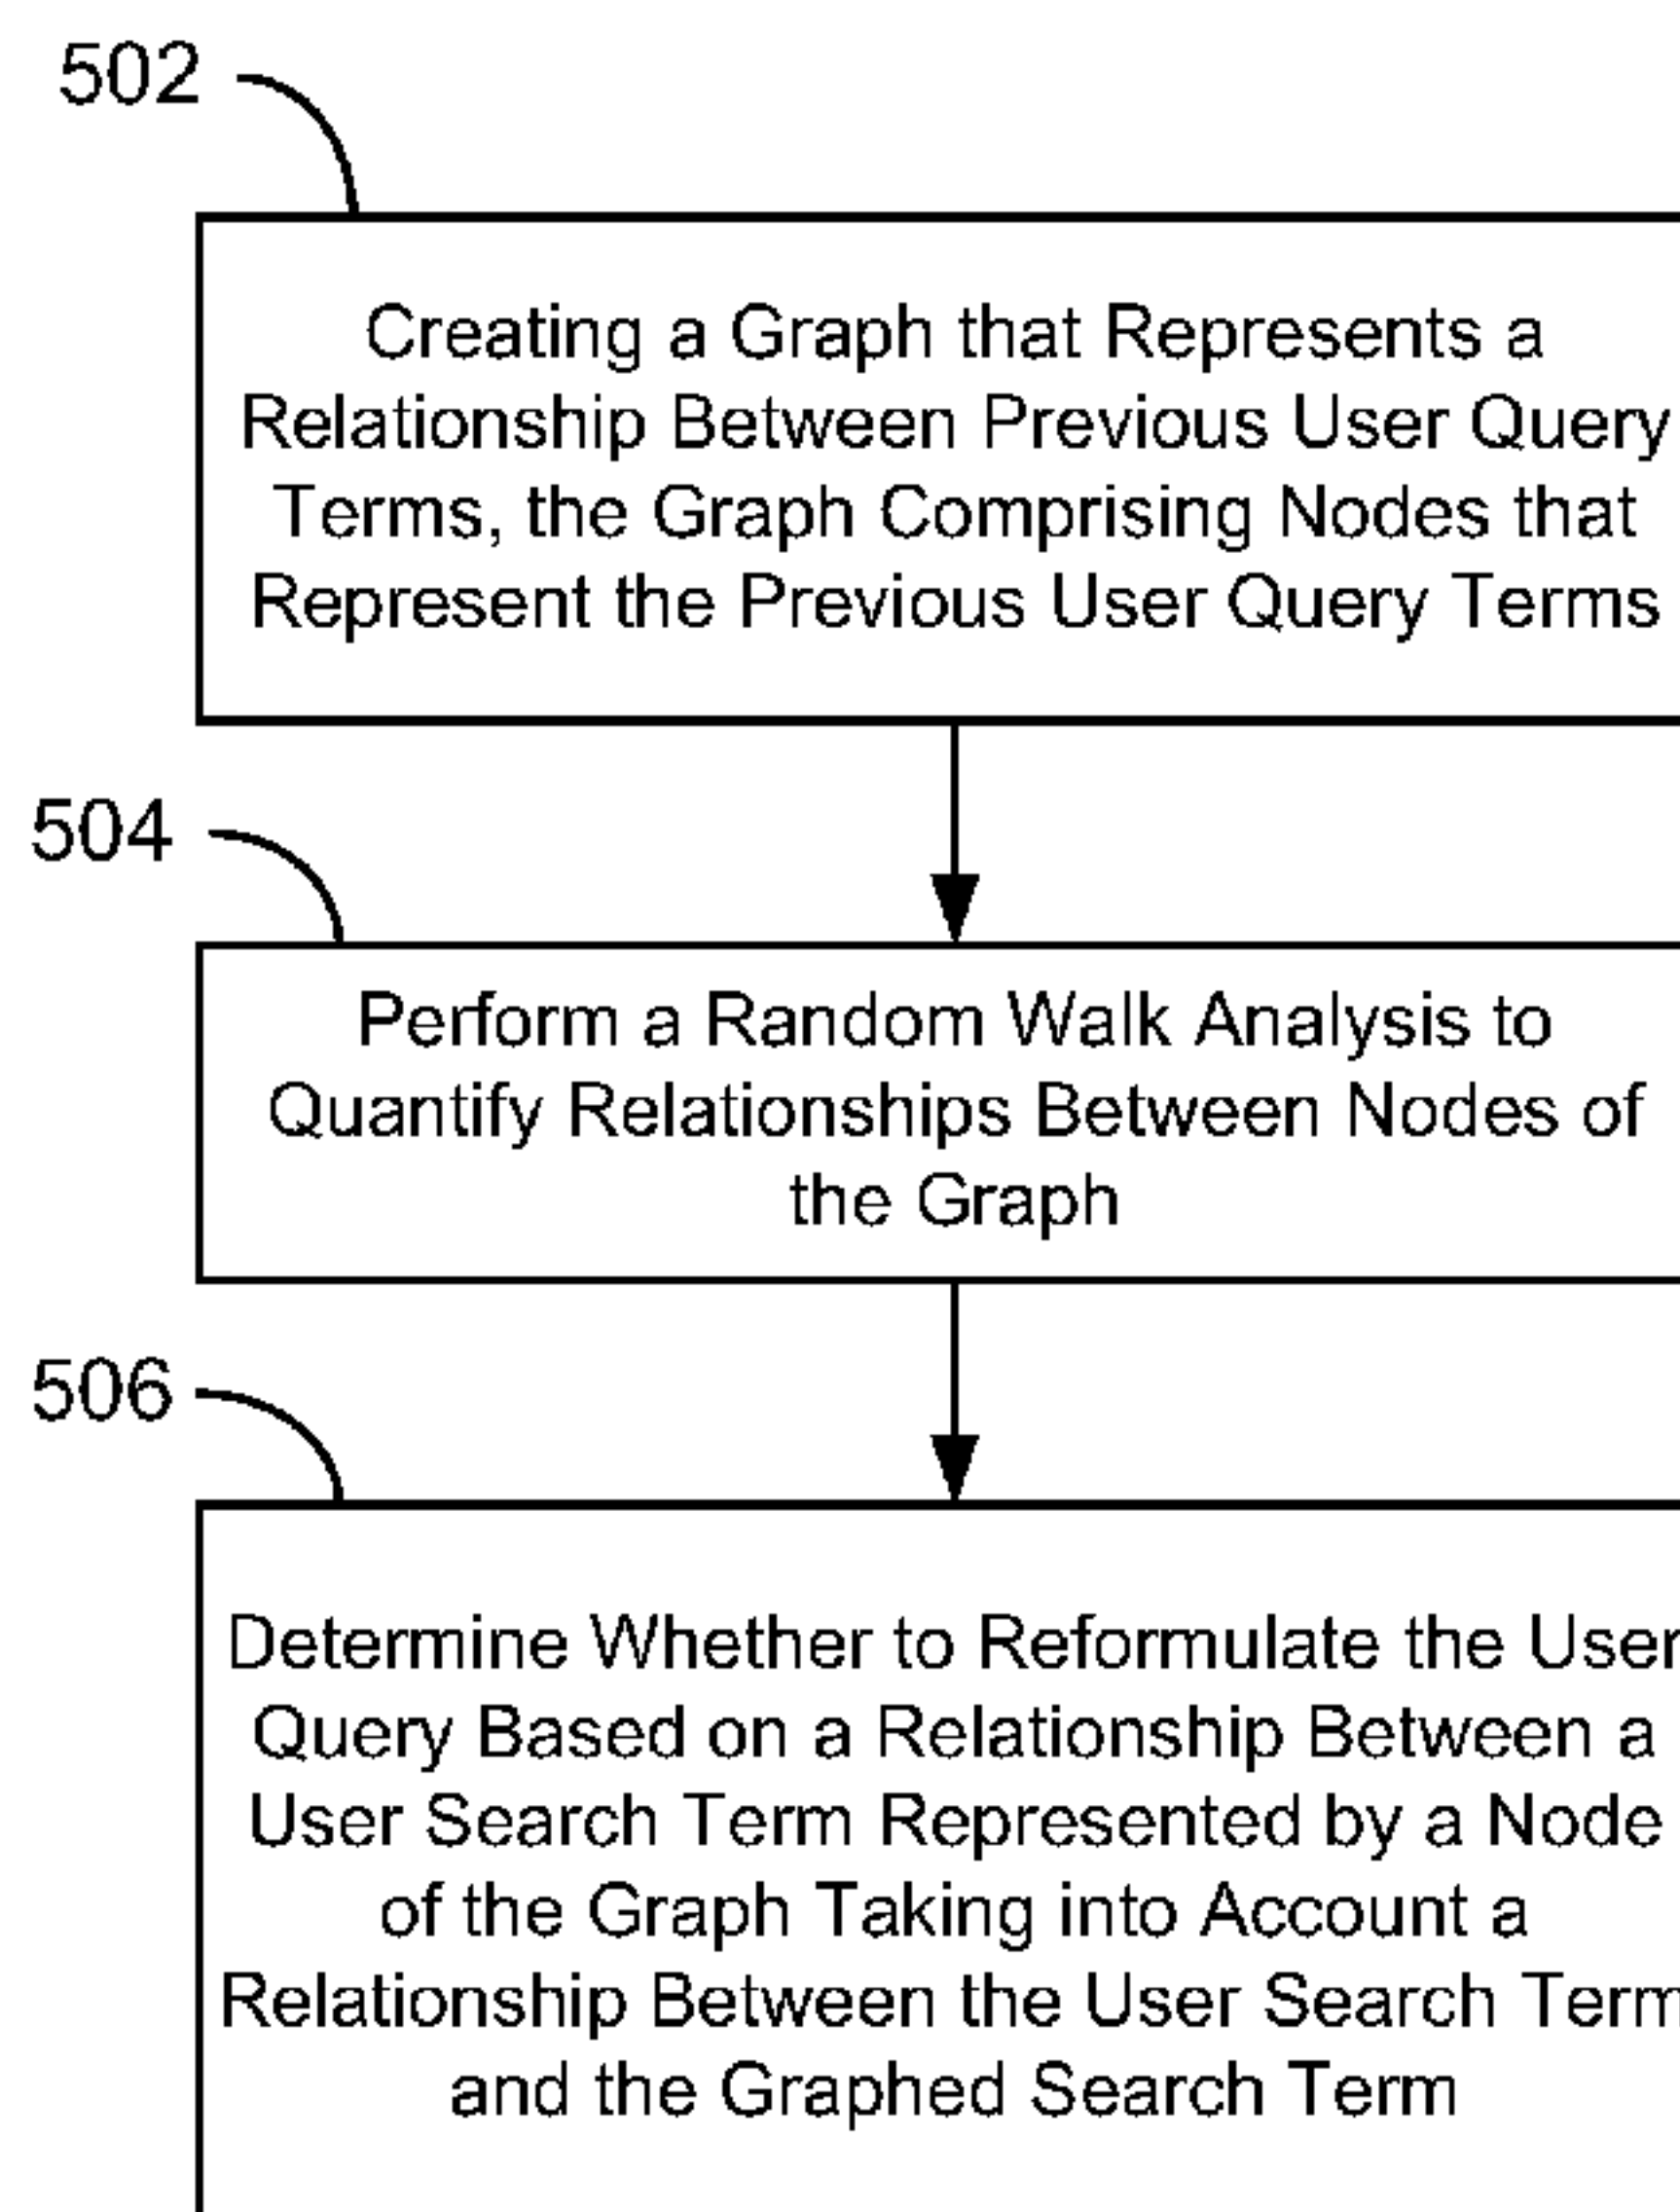 502
Creating a Graph that Represents a
Relationship Between Previous User Query
Terms, the Graph Comprising Nodes that
Represent the Previous User Query Terms
504
Perform a Random Walk Analysis to
Quantify Relationships Between Nodes of
the Graph
506
Determine Whether to Reformulate the User
Query Based on a Relationship Between a
User Search Term Represented by a Node
of the Graph Taking into Account a
Relationship Between the User Search Term
and the Graphed Search Term